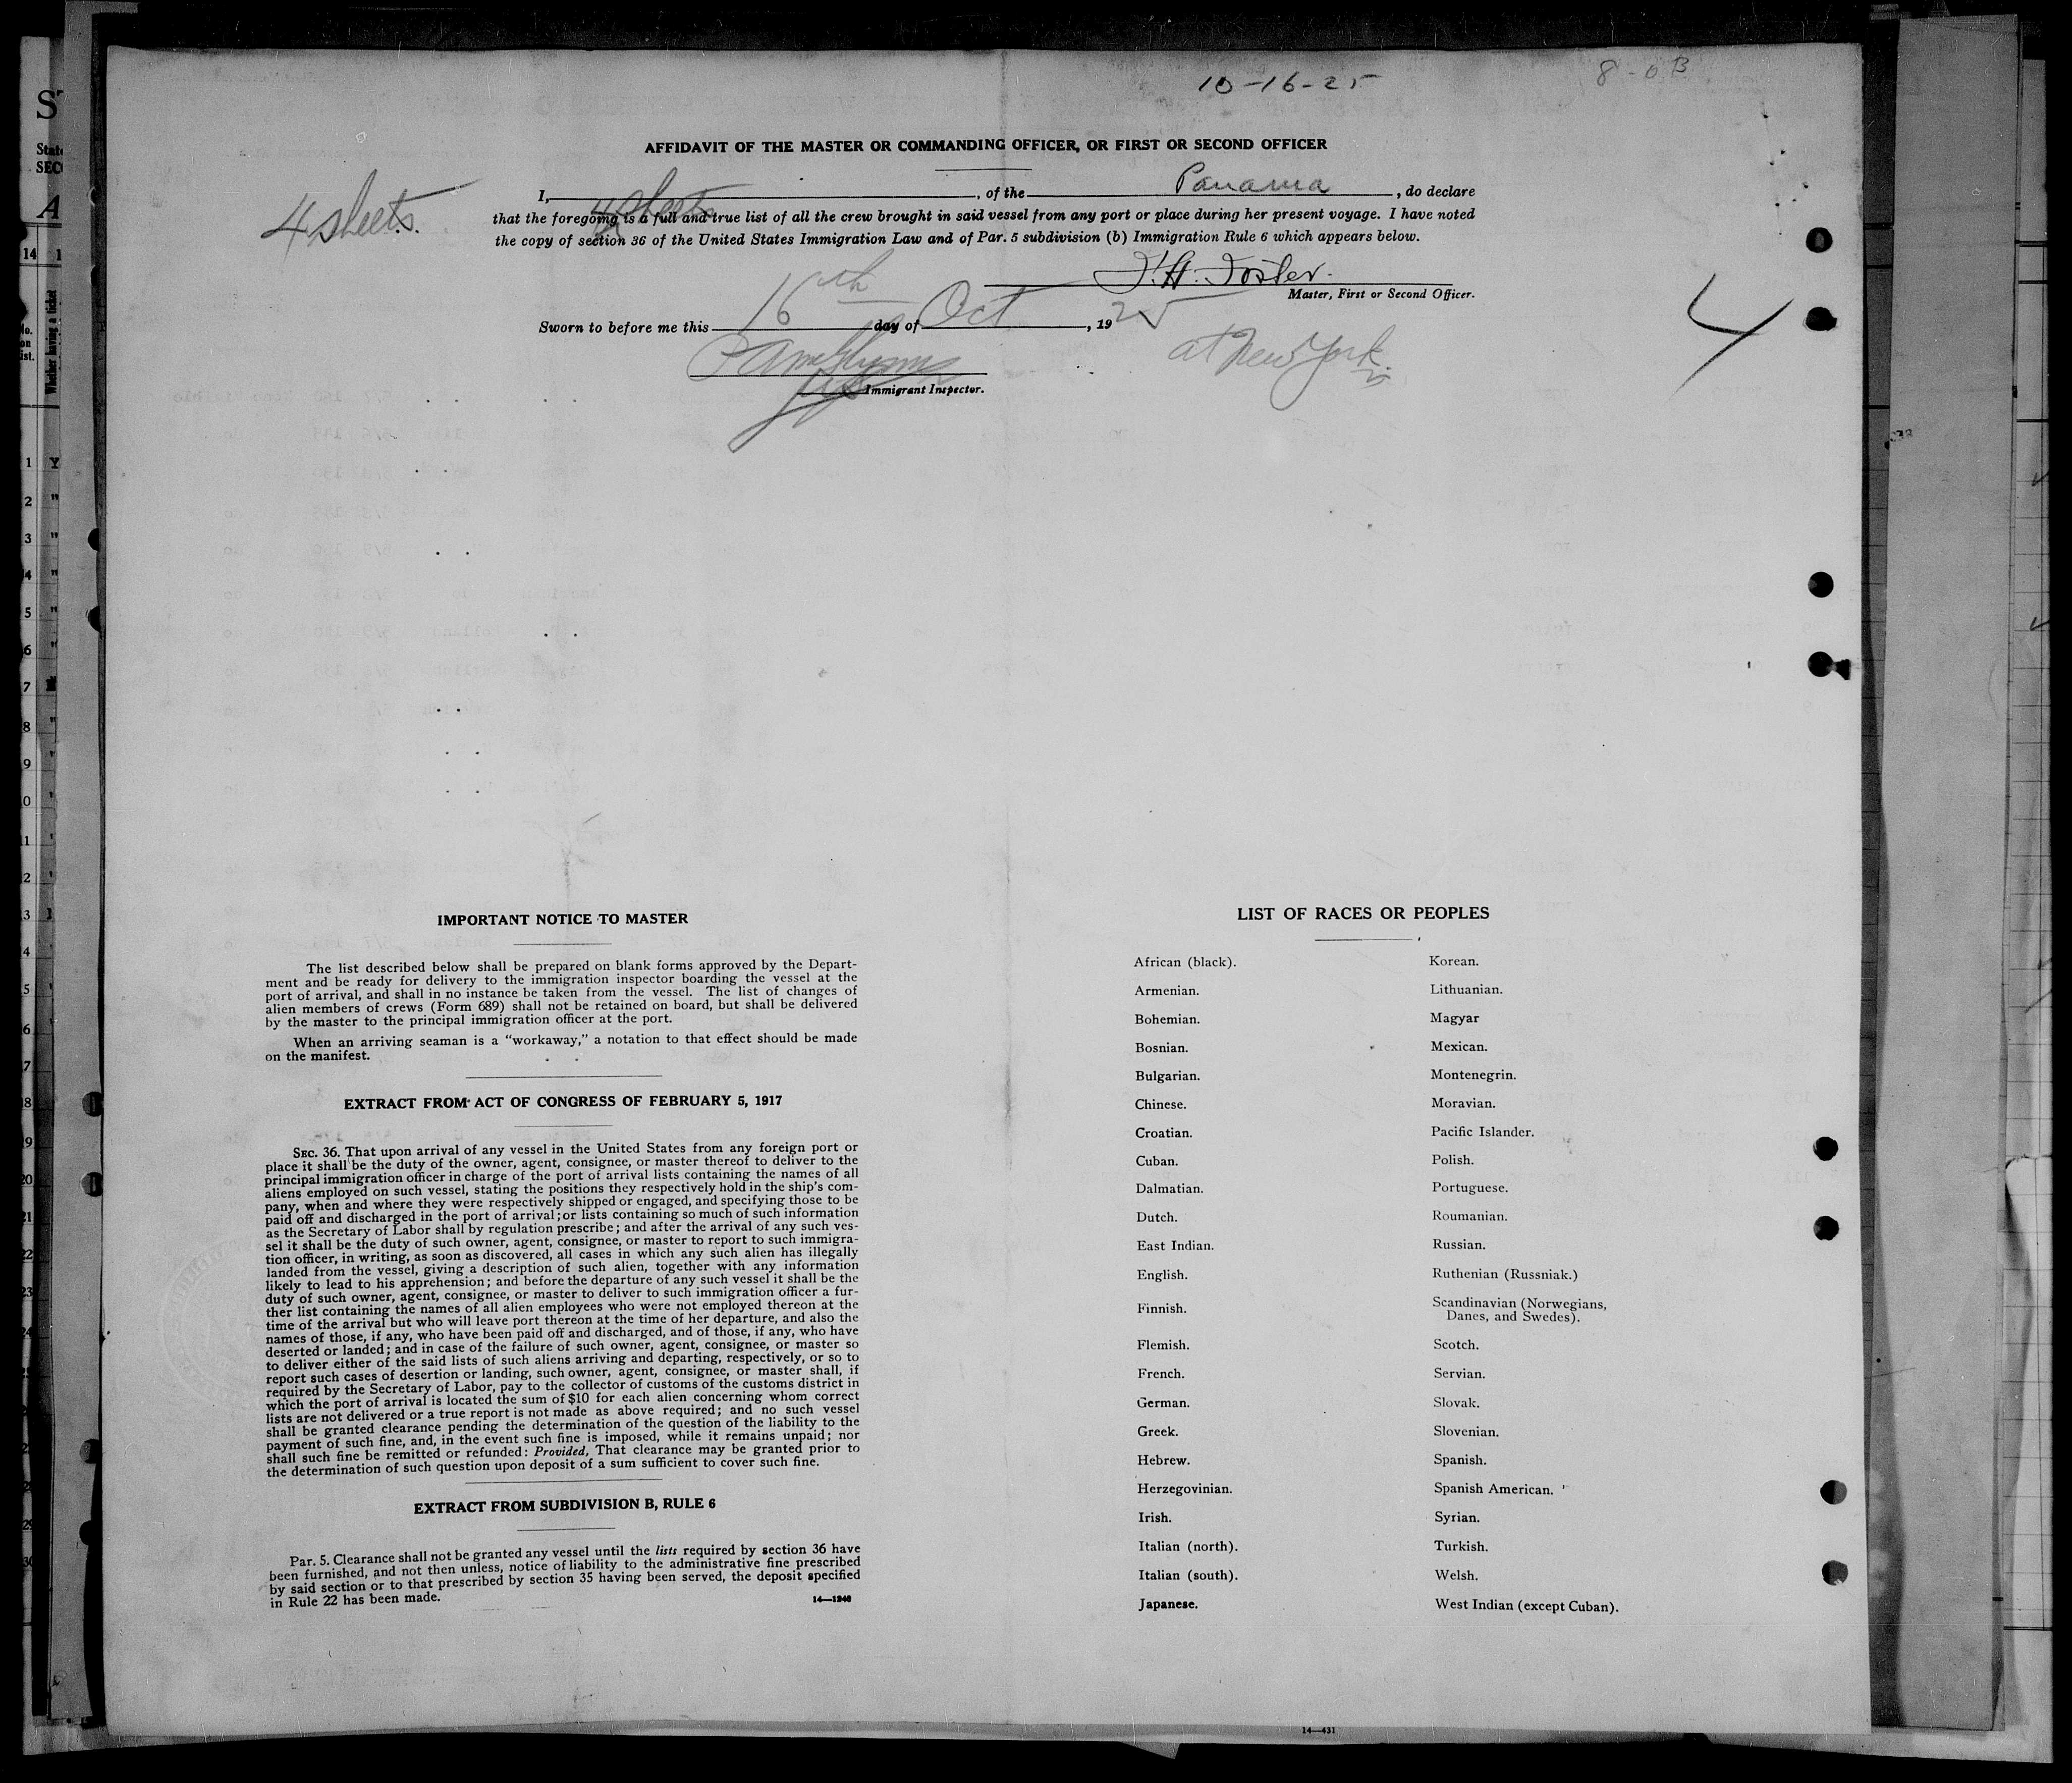 10-16-25
8-0B
AFFIDAVIT OF THE MASTER OR COMMANDING OFFICER, OR FIRST OR SECOND OFFICER
4 sheets.
I, 4 sheets, of the Panama, do declare
that the foregoing is a full and true list of all the crew brought in said vessel from any port or place during her present voyage. I have noted
the copy of section 36 of the United States Immigration Law and of Par. 5 subdivision (b) Immigration Rule 6 which appears below.
Foster.
Master, First or Second Officer.
4
Sworn to before me this 16th day of Oct, 1925
at New York.
Immigrant Inspector.
IMPORTANT NOTICE TO MASTER
The list described below shall be prepared on blank forms approved by the Depart-
ment and be ready for delivery to the immigration inspector boarding the vessel at the
port of arrival, and shall in no instance be taken from the vessel. The list of changes of
alien members of crews (Form 689) shall not be retained on board, but shall be delivered
by the master to the principal immigration officer at the port.
When an arriving seaman is a "workaway," a notation to that effect should be made
on the manifest.
EXTRACT FROM ACT OF CONGRESS OF FEBRUARY 5, 1917
SEC. 36. That upon arrival of any vessel in the United States from any foreign port or
place it shall be the duty of the owner, agent, consignee, or master thereof to deliver to the
principal immigration officer in charge of the port of arrival lists containing the names of all
aliens employed on such vessel, stating the positions they respectively hold in the ship's com-
pany, when and where they were respectively shipped or engaged, and specifying those to be
paid off and discharged in the port of arrival; or lists containing so much of such information
as the Secretary of Labor shall by regulation prescribe; and after the arrival of any such ves-
sel it shall be the duty of such owner, agent, consignee, or master to report to such immigra-
tion officer, in writing, as soon as discovered, all cases in which any such alien has illegally
landed from the vessel, giving a description of such alien, together with any information
likely to lead to his apprehension; and before the departure of any such vessel it shall be the
duty of such owner, agent, consignee, or master to deliver to such immigration officer a fur-
ther list containing the names of all alien employees who were not employed thereon at the
time of the arrival but who will leave port thereon at the time of her departure, and also the
names of those, if any, who have been paid off and discharged, and of those, if any, who have
deserted or landed; and in case of the failure of such owner, agent, consignee, or master so
to deliver either of the said lists of such aliens arriving and departing, respectively, or so to
report such cases of desertion or landing, such owner, agent, consignee, or master shall, if
required by the Secretary of Labor, pay to the collector of customs of the customs district in
which the port of arrival is located the sum of $10 for each alien concerning whom correct
lists are not delivered or a true report is not made as above required; and no such vessel
shall be granted clearance pending the determination of the question of the liability to the
payment of such fine, and, in the event such fine is imposed, while it remains unpaid; nor
shall such fine be remitted or refunded: Provided, That clearance may be granted prior to
the determination of such question upon deposit of a sum sufficient to cover such fine.
EXTRACT FROM SUBDIVISION B, RULE 6
Par. 5. Clearance shall not be granted any vessel until the lists required by section 36 have
been furnished, and not then unless, notice of liability to the administrative fine prescribed
by said section or to that prescribed by section 35 having been served, the deposit specified
in Rule 22 has been made.
14—1240
LIST OF RACES OR PEOPLES
African (black).
Armenian.
Bohemian.
Bosnian.
Bulgarian.
Chinese.
Croatian.
Cuban.
Dalmatian.
Dutch.
East Indian.
English.
Finnish.
Flemish.
French.
German.
Greek.
Hebrew.
Herzegovinian.
Irish.
Italian (north).
Italian (south).
Japanese.
Korean.
Lithuanian.
Magyar
Mexican.
Montenegrin.
Moravian.
Pacific Islander.
Polish.
Portuguese.
Roumanian.
Russian.
Ruthenian (Russniak.)
Scandinavian (Norwegians,
Danes, and Swedes).
Scotch.
Servian.
Slovak.
Slovenian.
Spanish.
Spanish American.
Syrian.
Turkish.
Welsh.
West Indian (except Cuban).
14—431